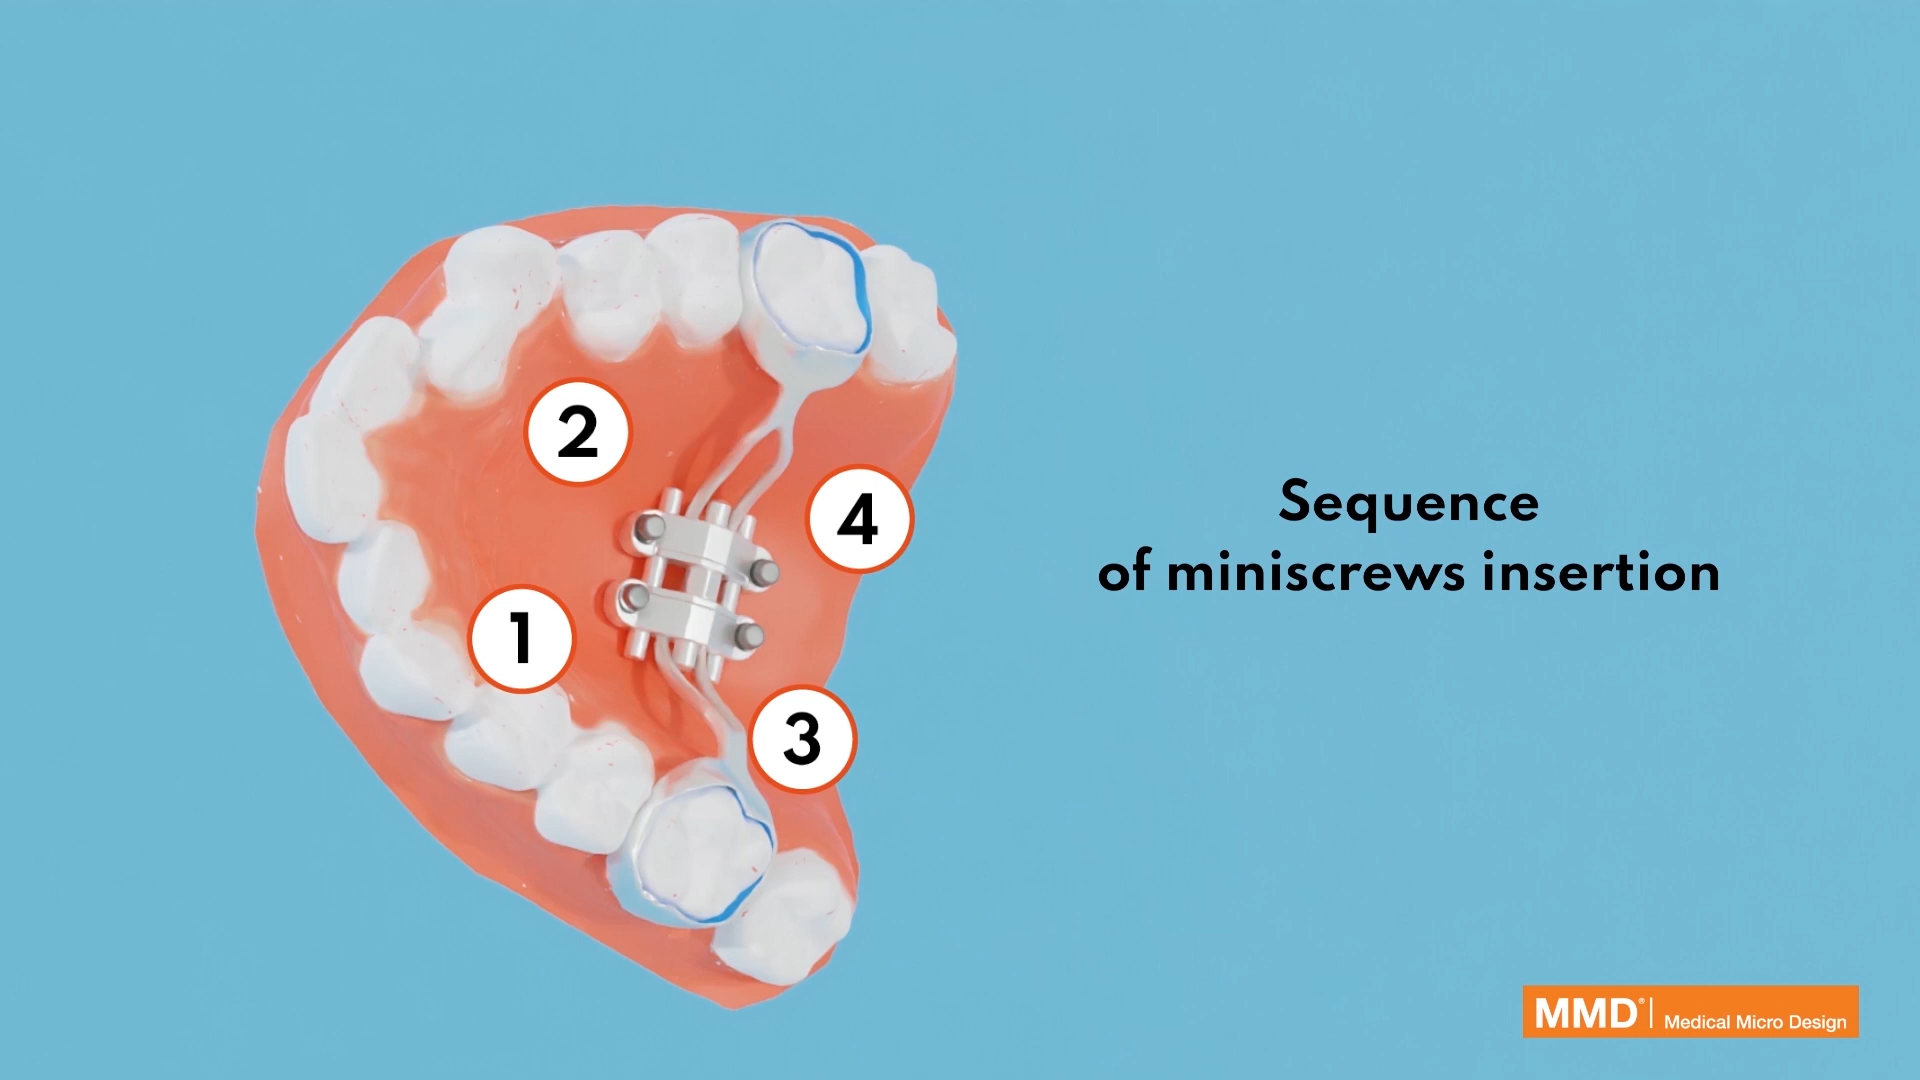 2
4
1
3
Sequence
of miniscrews insertion
MMD® | Medical Micro Design